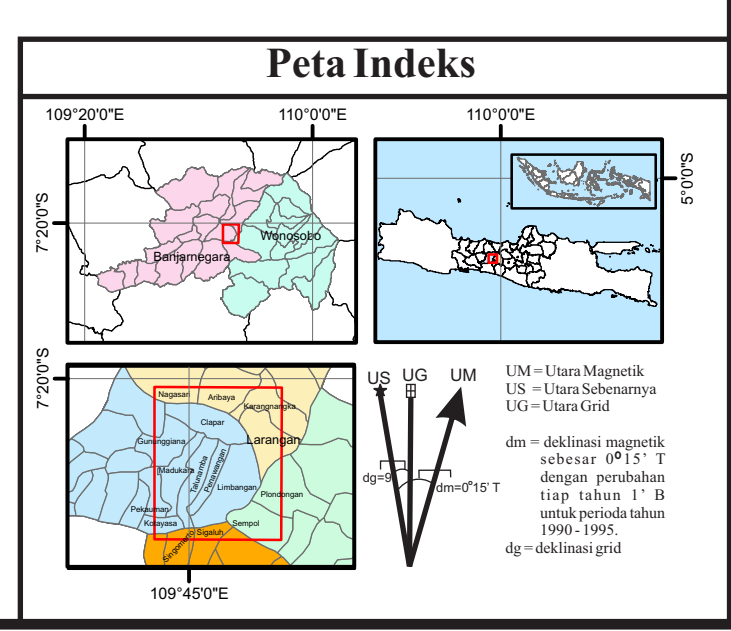 Peta Indeks
109°20'0"E
110°0'0"E
110°0'0"E
7°20'0"S
Wonosobo
Banjarnegara
5°0'0"S
7°20'0"S
Nagasari
Aribaya
Karangnangka
Clapar
Larangan
Gununggiana
Madukara
Talunamba
Penawangan
Limbangan
Plondongan
Pekauman
Kotayasa
Sempol
Sigaluh
Singomerto
109°45'0"E
US UG UM
dg=9
dm=0°15' T
UM = Utara Magnetik
US = Utara Sebenarnya
UG = Utara Grid
dm = deklinasi magnetik
sebesar 0°15' T
dengan perubahan
tiap tahun 1' B
untuk perioda tahun
1990 - 1995.
dg = deklinasi grid